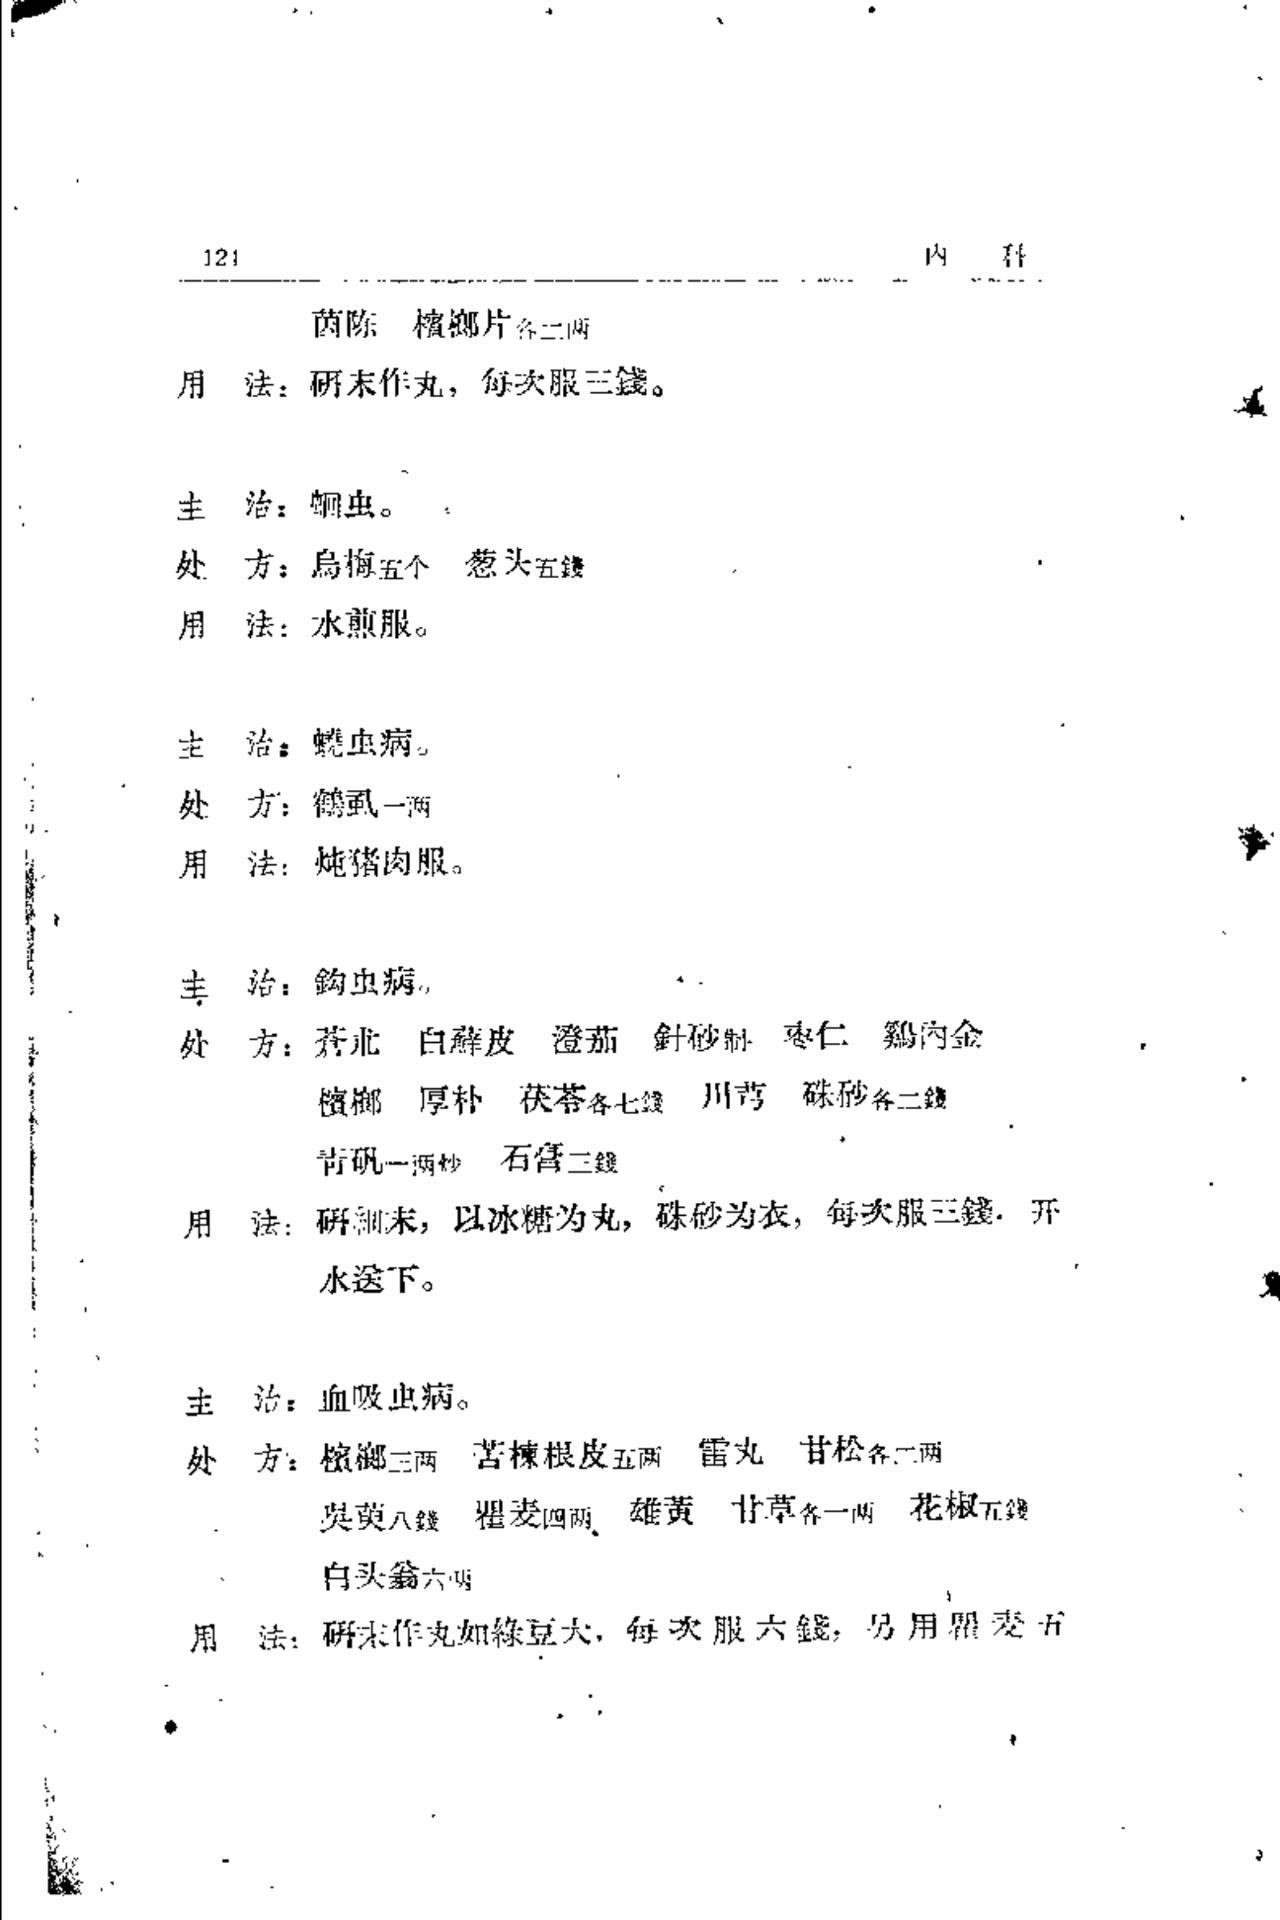 121 内 科
茵陈 檳榔片各二两
用 法：研末作丸，每次服三錢。
主 治：蛔虫。
处 方：烏梅五个 葱头五錢
用 法：水煎服。
主 治：蟯虫病。
处 方：鶴虱一两
用 法：炖猪肉服。
主 治：鈎虫病。
处 方：苍朮 白蘚皮 澄茄 針砂制 枣仁 鷄内金
檳榔 厚朴 茯苓各七錢 川芎 硃砂各二錢
青矾一两炒 石膏三錢
用 法：研細末，以冰糖为丸，硃砂为衣，每次服三錢．开
水送下。
主 治：血吸虫病。
处 方：檳榔三两 苦楝根皮五两 雷丸 甘松各二两
吳萸八錢 瞿麦四两 雄黃 甘草各一两 花椒五錢
白头翁六两
用 法：研末作丸如綠豆大，每次服六錢，另用瞿麦五